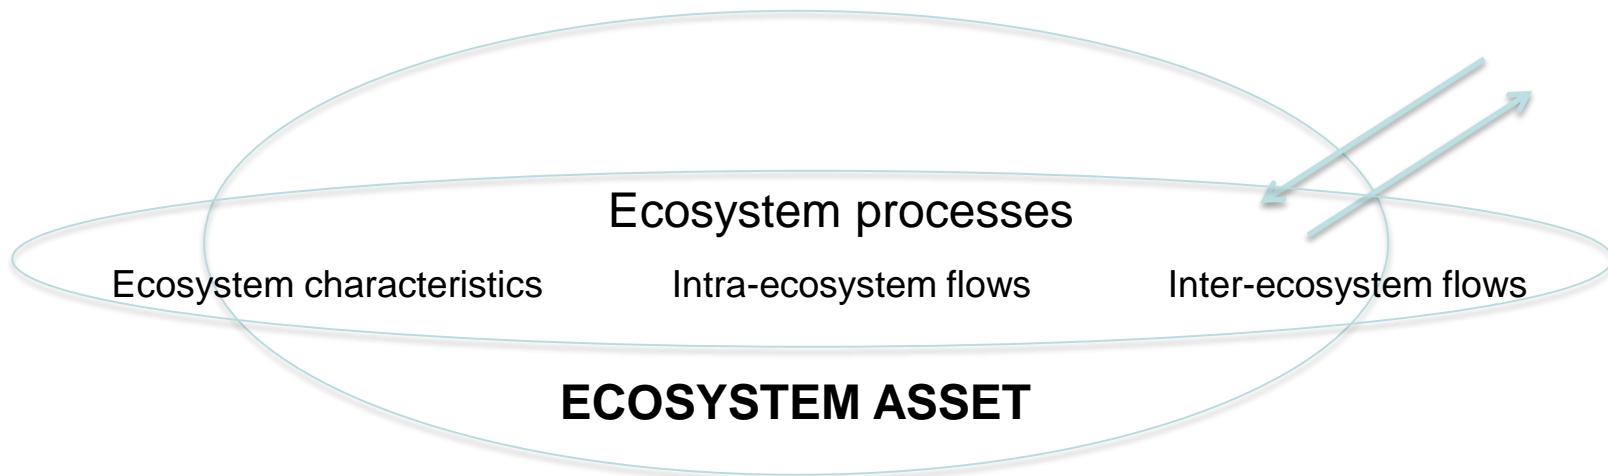 Ecosystem processes
Ecosystem characteristics Intra-ecosystem flows Inter-ecosystem flows
ECOSYSTEM ASSET